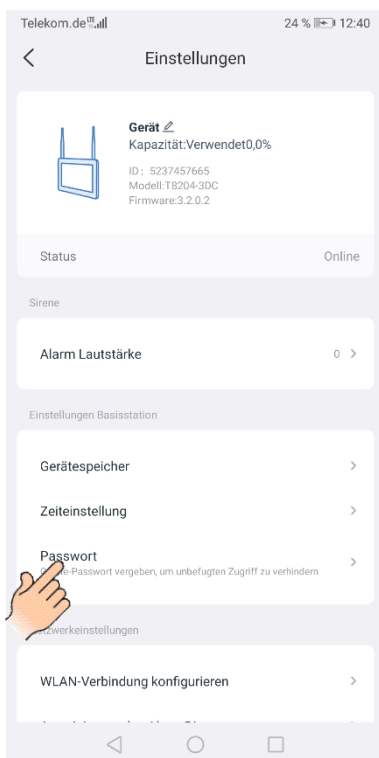 Telekom.de LTE 24 % 12:40
Einstellungen
Gerät
Kapazität:Verwendet0,0%
ID : 5237457665
Modell:T8204-3DC
Firmware:3.2.0.2
Status Online
Sirene
Alarm Lautstärke 0
Einstellungen Basisstation
Gerätespeicher
Zeiteinstellung
Passwort
-Passwort vergeben, um unbefugten Zugriff zu verhindern
tzwerkeinstellungen
WLAN-Verbindung konfigurieren